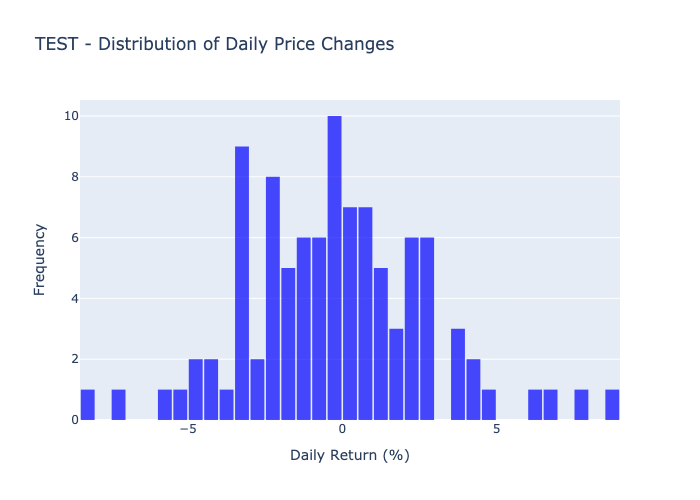 TEST - Distribution of Daily Price Changes
10
8
6
4
2
0
Frequency
−5 0 5
Daily Return (%)